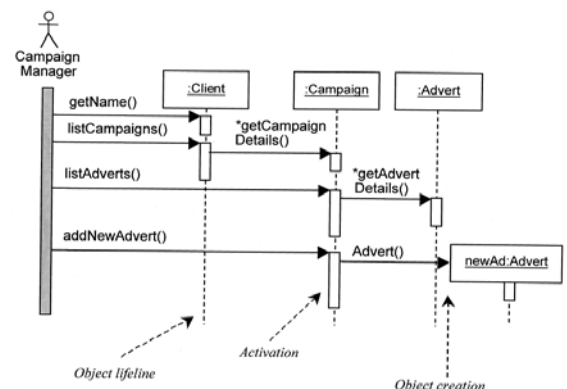 Campaign
Manager
:Client
:Campaign
:Advert
getName()
listCampaigns()
*getCampaign
Details()
listAdverts()
*getAdvert
Details()
addNewAdvert()
Advert()
newAd:Advert
Object lifeline
Activation
Object creation